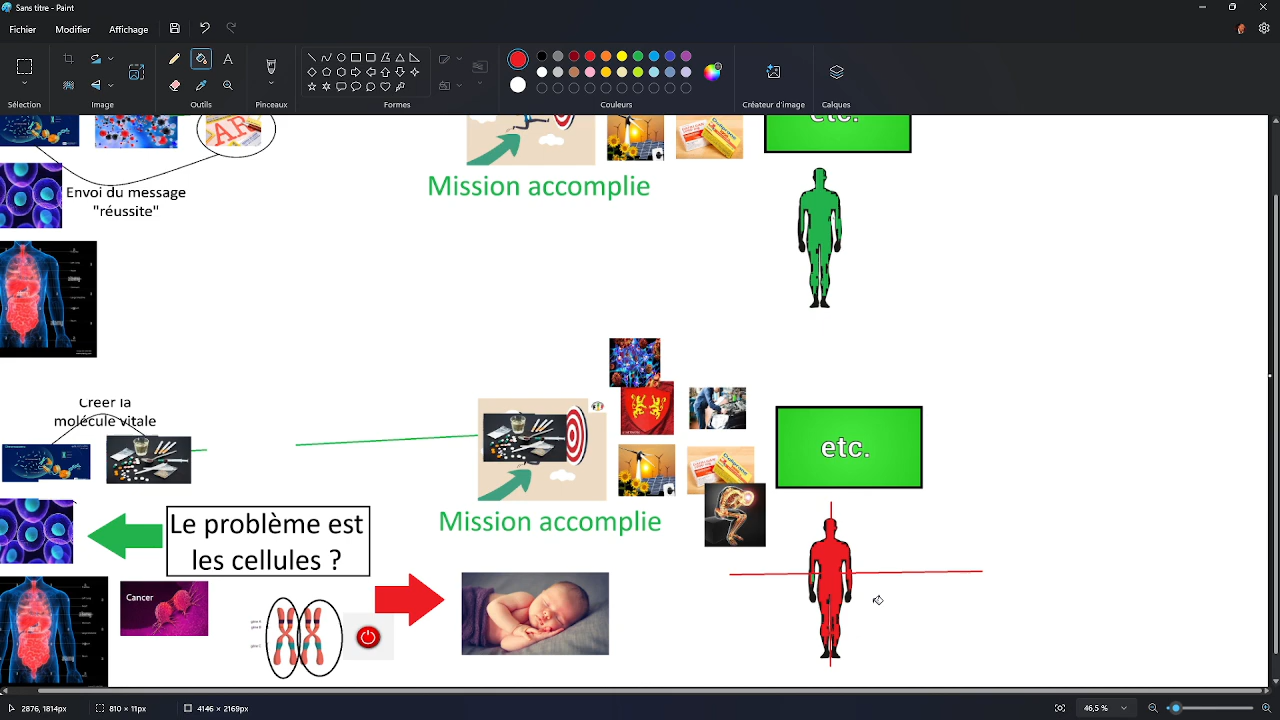 Sans titre - Paint
Fichier Modifier Affichage
Sélection Image Outils Pinceaux Formes Couleurs Créateur d'image Calques
etc.
Envoi du message
"réussite"
Mission accomplie
Créer la
molécule vitale
etc.
Mission accomplie
Le problème est
les cellules ?
Cancer
2876, 1814px 810 × 11px 4146 × 2169px 46,5 %